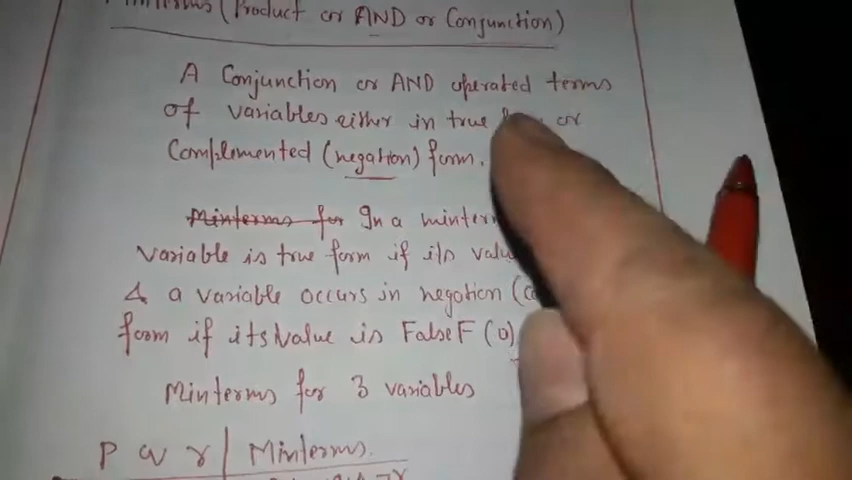 (Product or AND or Conjunction)
A Conjunction or AND operated terms
of variables either in true or
Complemented (negation) form.
Minterms for In a minterm
variable is true form if its value
& a variable occurs in negation (
form if its value is False F (0)
Minterms for 3 variables
P q r | Minterms.